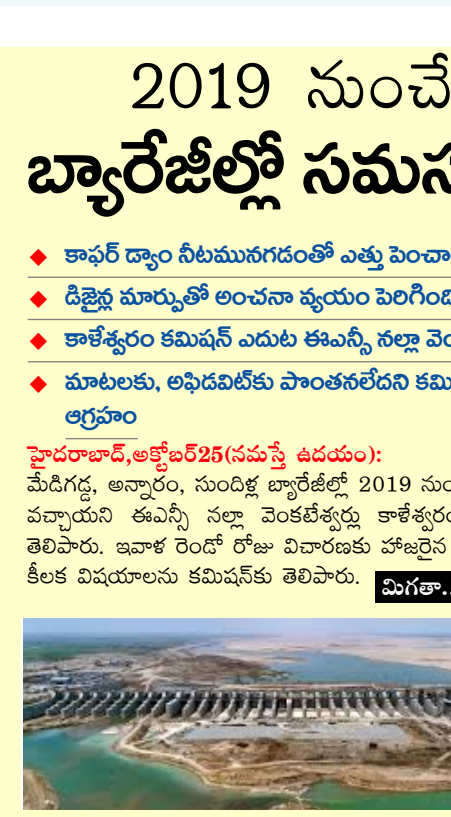 2019 నుంచే
బ్యారేజీల్లో సమస
కాఫర్ డ్యాం నీటమునగడంతో ఎత్తు పెంచా
డిజైన్ల మార్పుతో అంచనా వ్యయం పెరిగింది
కాళేశ్వరం కమిషన్ ఎదుట ఈఎన్సీ నల్లా వెం
మాటలకు, అఫిడవిట్‌కు పొంతనలేదని కమి
ఆగ్రహం
హైదరాబాద్,అక్టోబర్25(నమస్తే ఉదయం):
మేడిగడ్డ, అన్నారం, సుందిళ్ల బ్యారేజీల్లో 2019 నుం
వచ్చాయని ఈఎన్సీ నల్లా వెంకటేశ్వర్లు కాళేశ్వరం
తెలిపారు. ఇవాళ రెండో రోజు విచారణకు హాజరైన
కీలక విషయాలను కమిషన్‌కు తెలిపారు. మిగతా..